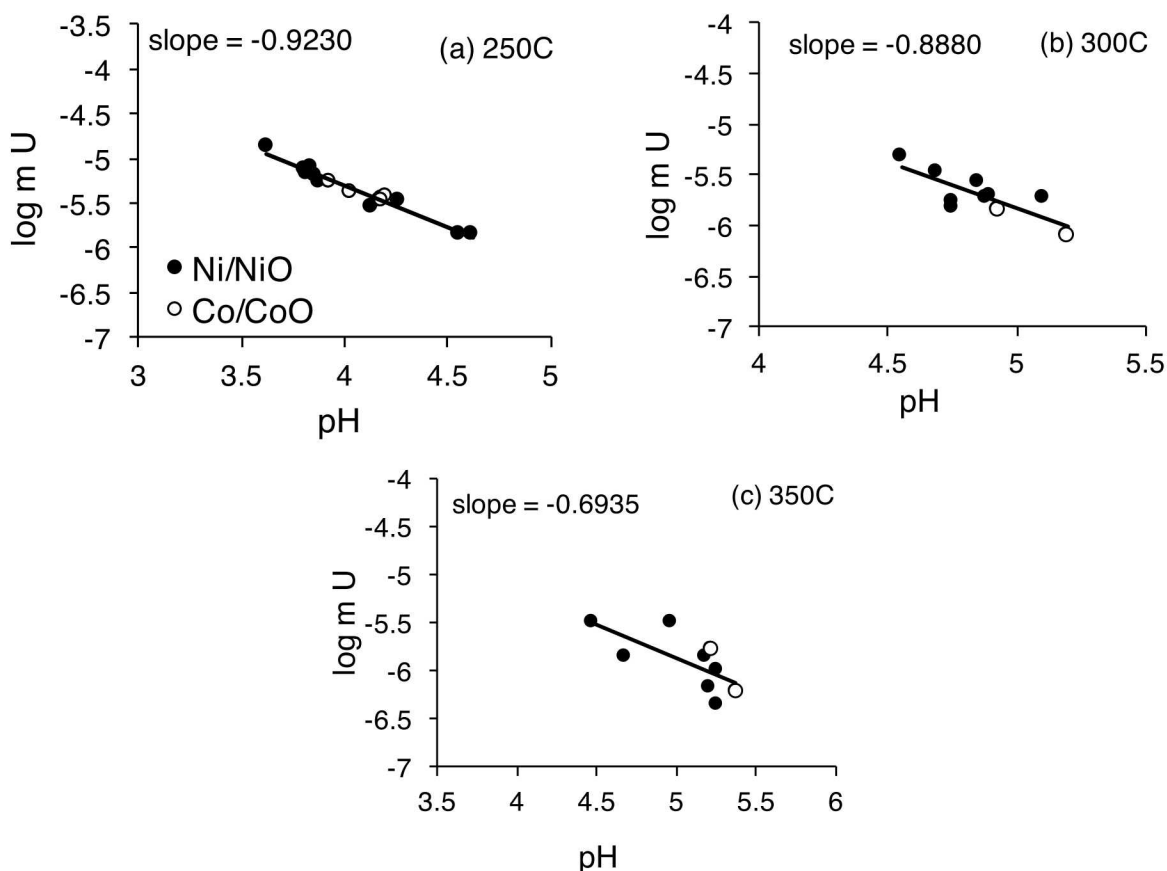 slope = -0.9230
(a) 250C
-3.5
-4
-4.5
-5
-5.5
-6
-6.5
-7
log m U
Ni/NiO
Co/CoO
3 3.5 4 4.5 5
pH
slope = -0.8880
(b) 300C
-4
-4.5
-5
-5.5
-6
-6.5
-7
log m U
4 4.5 5 5.5
pH
slope = -0.6935
(c) 350C
-4
-4.5
-5
-5.5
-6
-6.5
-7
log m U
3.5 4 4.5 5 5.5 6
pH